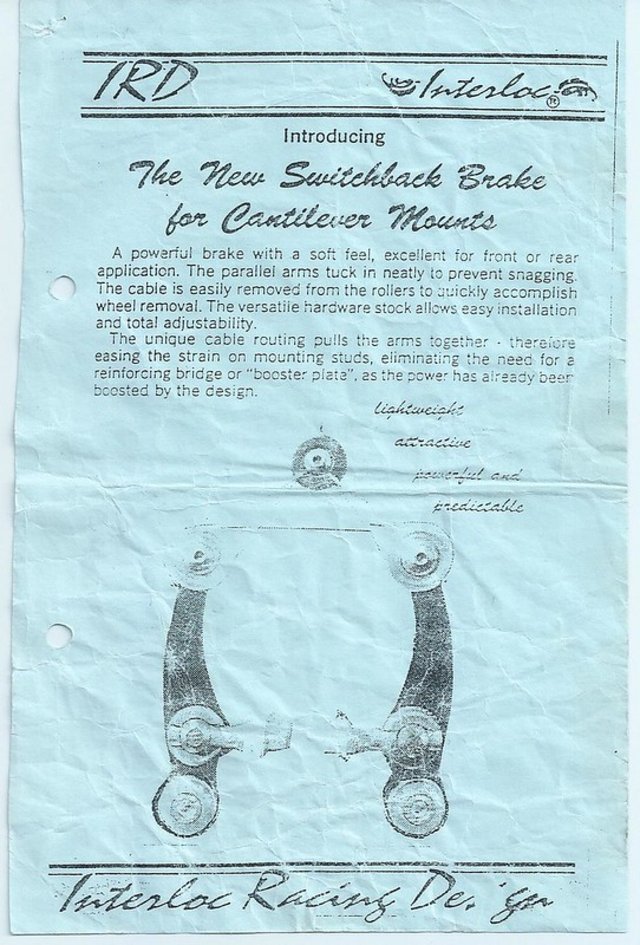 IRD Interloc®
Introducing
The New Switchback Brake
for Cantilever Mounts
A powerful brake with a soft feel, excellent for front or rear
application. The parallel arms tuck in neatly to prevent snagging.
The cable is easily removed from the rollers to quickly accomplish
wheel removal. The versatile hardware stock allows easy installation
and total adjustability.
The unique cable routing pulls the arms together - therefore
easing the strain on mounting studs, eliminating the need for a
reinforcing bridge or "booster plate", as the power has already been
boosted by the design.
lightweight
attractive
powerful and
predictable
Interloc Racing Design